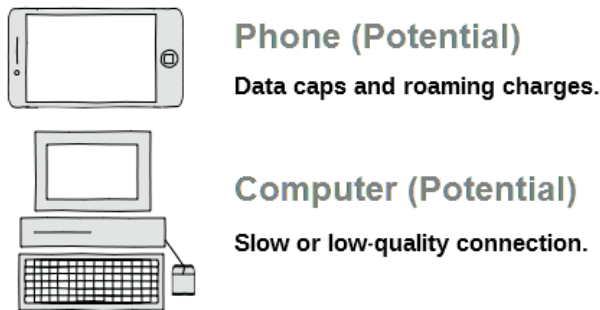 Phone (Potential)
Data caps and roaming charges.
Computer (Potential)
Slow or low-quality connection.